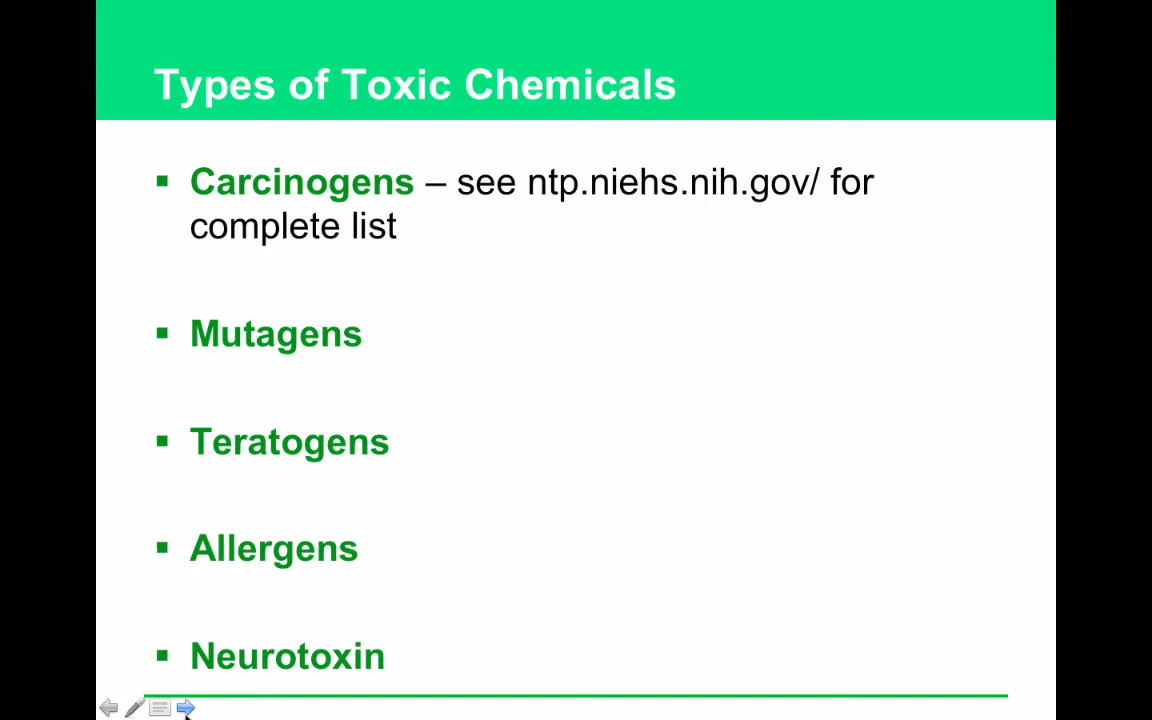 Types of Toxic Chemicals
▪ Carcinogens – see ntp.niehs.nih.gov/ for
complete list
▪ Mutagens
▪ Teratogens
▪ Allergens
▪ Neurotoxin